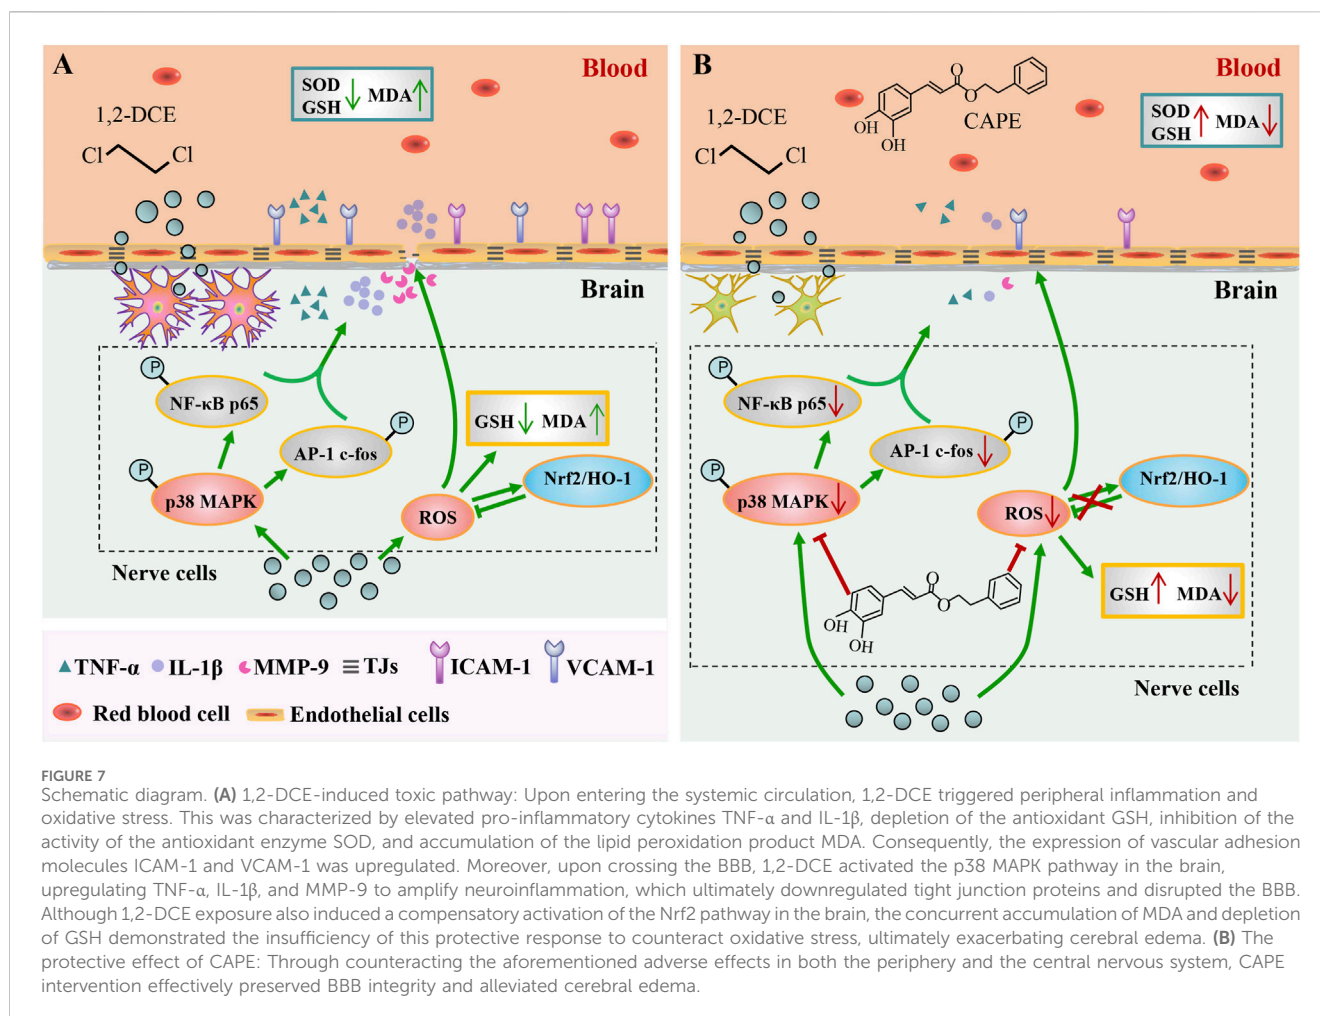 A
Blood
SOD
GSH
MDA
1,2-DCE
Cl
Cl
Brain
P
NF-κB p65
P
AP-1 c-fos
P
p38 MAPK
GSH MDA
Nrf2/HO-1
ROS
Nerve cells
TNF-α IL-1β MMP-9 TJs ICAM-1 VCAM-1
Red blood cell Endothelial cells
B
Blood
1,2-DCE
Cl
Cl
O
O
OH
OH
CAPE
SOD
GSH
MDA
Brain
P
NF-κB p65
P
AP-1 c-fos
P
p38 MAPK
Nrf2/HO-1
ROS
GSH MDA
O
O
OH
OH
Nerve cells
FIGURE 7
Schematic diagram. (A) 1,2-DCE-induced toxic pathway: Upon entering the systemic circulation, 1,2-DCE triggered peripheral inflammation and
oxidative stress. This was characterized by elevated pro-inflammatory cytokines TNF-α and IL-1β, depletion of the antioxidant GSH, inhibition of the
activity of the antioxidant enzyme SOD, and accumulation of the lipid peroxidation product MDA. Consequently, the expression of vascular adhesion
molecules ICAM-1 and VCAM-1 was upregulated. Moreover, upon crossing the BBB, 1,2-DCE activated the p38 MAPK pathway in the brain,
upregulating TNF-α, IL-1β, and MMP-9 to amplify neuroinflammation, which ultimately downregulated tight junction proteins and disrupted the BBB.
Although 1,2-DCE exposure also induced a compensatory activation of the Nrf2 pathway in the brain, the concurrent accumulation of MDA and depletion
of GSH demonstrated the insufficiency of this protective response to counteract oxidative stress, ultimately exacerbating cerebral edema. (B) The
protective effect of CAPE: Through counteracting the aforementioned adverse effects in both the periphery and the central nervous system, CAPE
intervention effectively preserved BBB integrity and alleviated cerebral edema.